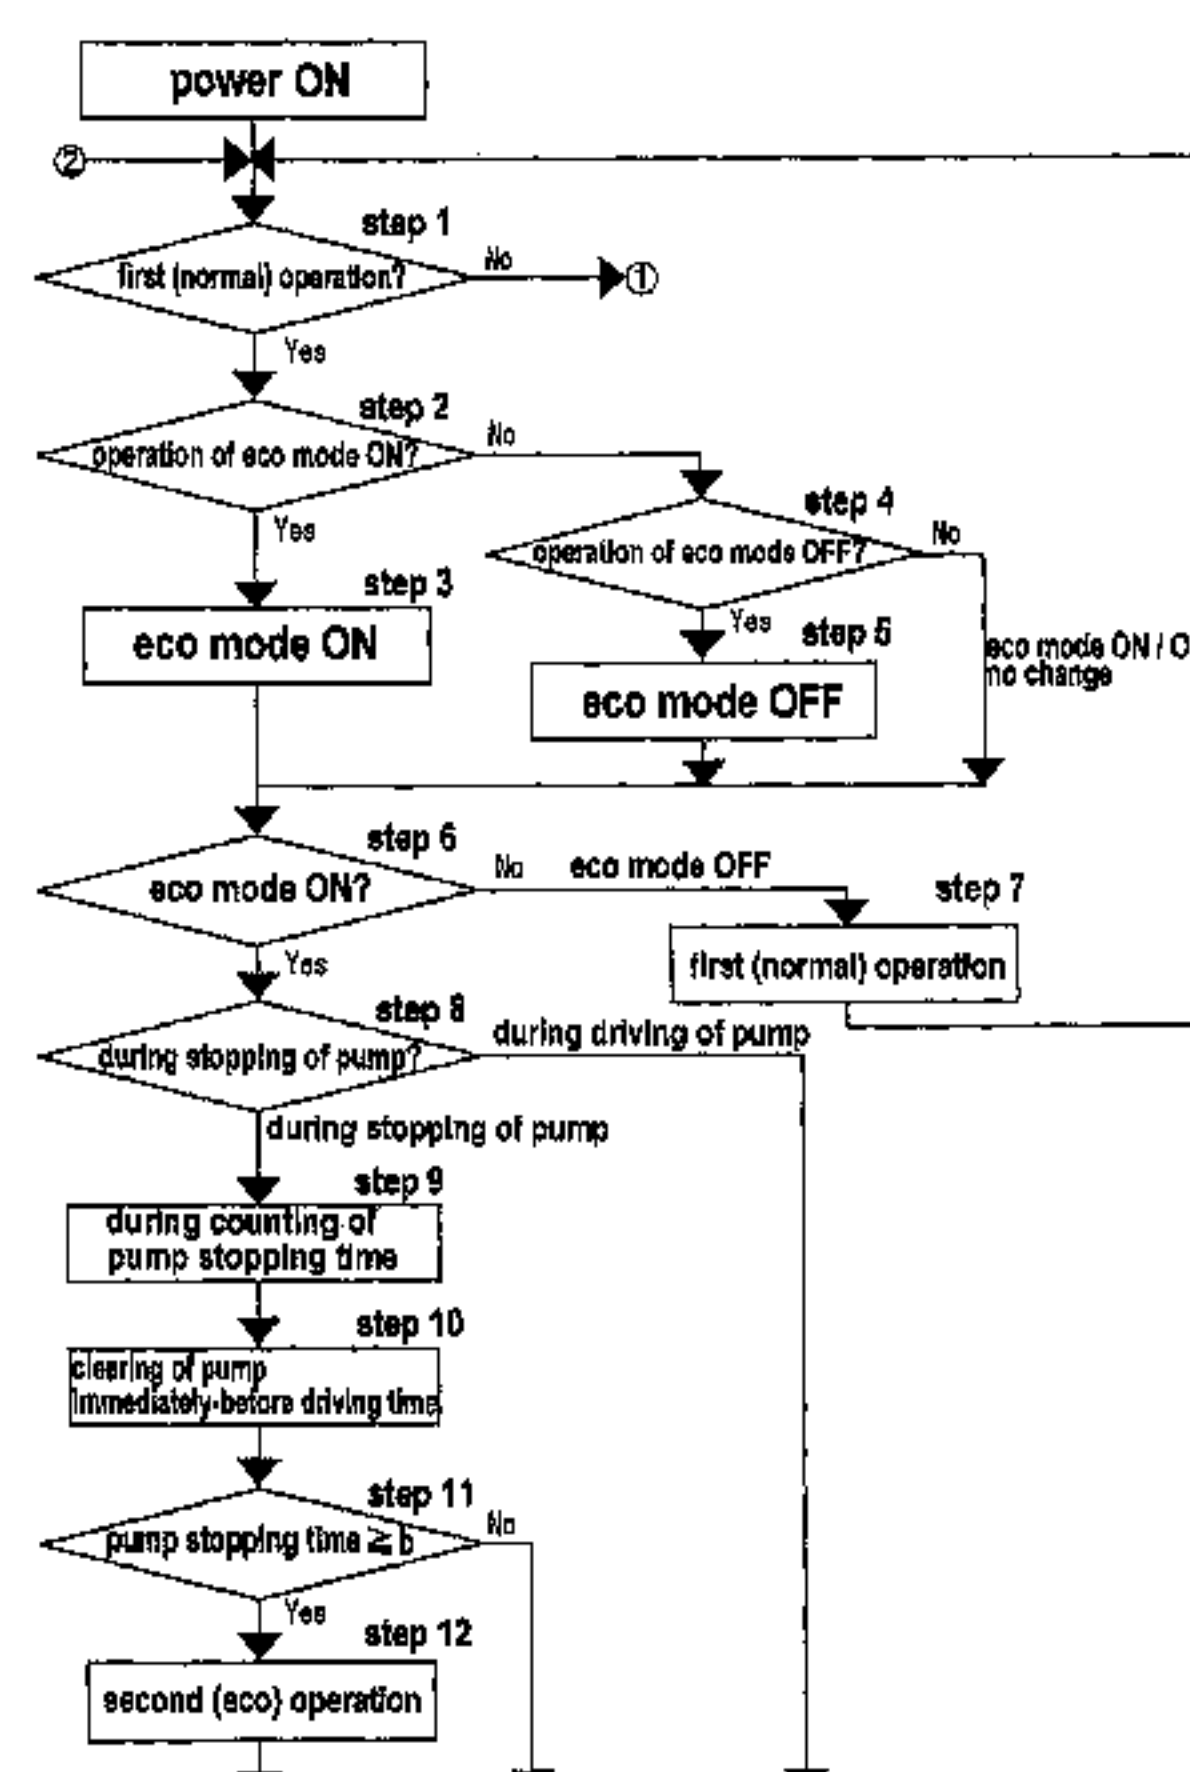 power ON
②
step 1
first (normal) operation?
No
①
Yes
step 2
operation of eco mode ON?
No
Yes
step 4
operation of eco mode OFF?
No
step 3
eco mode ON
Yes
step 5
eco mode OFF
eco mode ON / O
no change
step 6
eco mode ON?
No
eco mode OFF
step 7
first (normal) operation
Yes
step 8
during stopping of pump?
during driving of pump
during stopping of pump
step 9
during counting of
pump stopping time
step 10
clearing of pump
immediately-before driving time
step 11
pump stopping time ≧ b
No
Yes
step 12
second (eco) operation